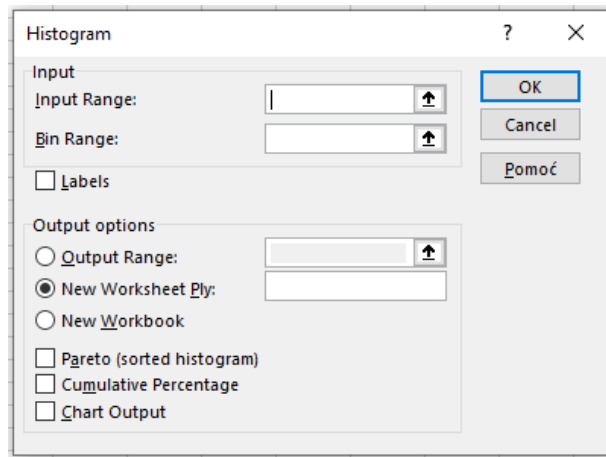 Histogram ?
Input
Input Range:
OK
Bin Range:
Cancel
Labels
Pomoć
Output options
Output Range:
New Worksheet Ply:
New Workbook
Pareto (sorted histogram)
Cumulative Percentage
Chart Output